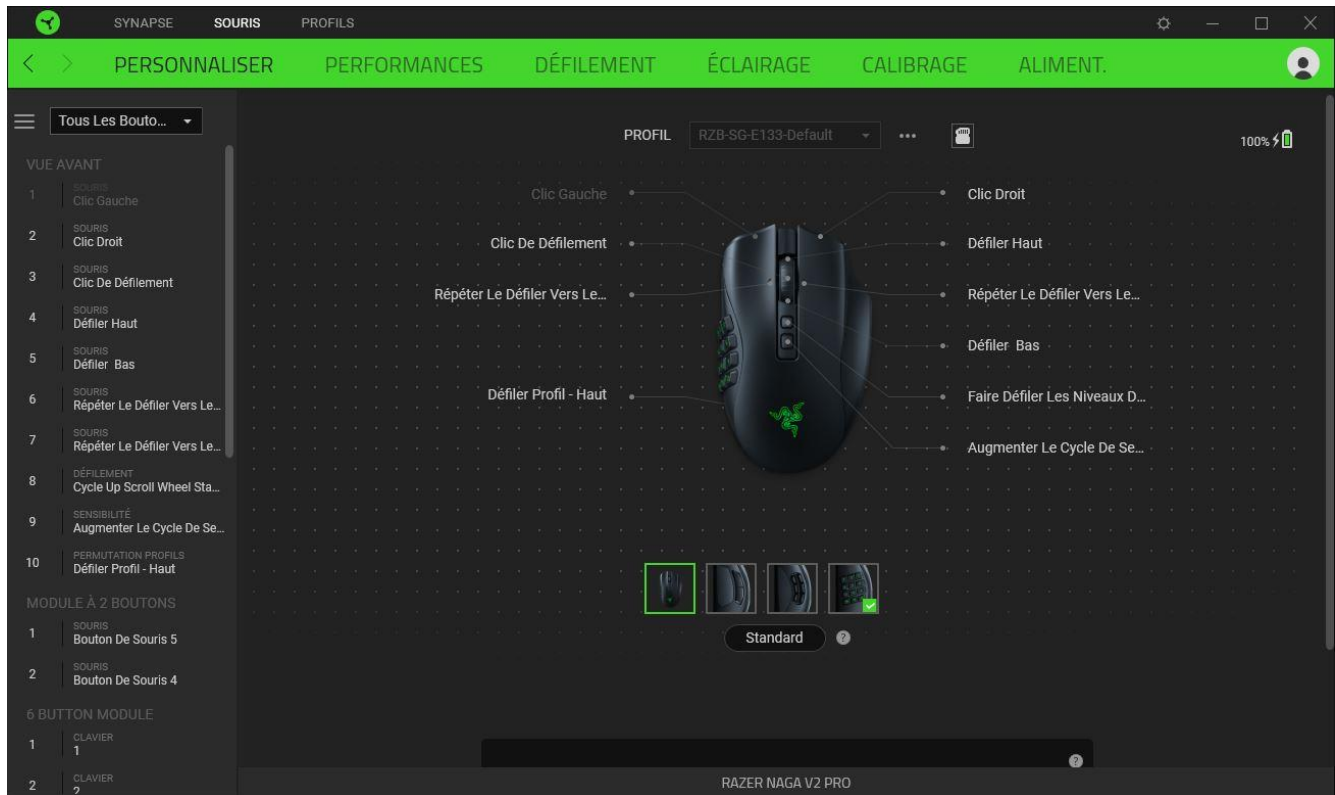 SYNAPSE SOURIS PROFILS
PERSONNALISER PERFORMANCES DÉFILEMENT ÉCLAIRAGE CALIBRAGE ALIMENT.
Tous Les Bouto...
PROFIL RZB-SG-E133-Default
100%
VUE AVANT
1 SOURIS
Clic Gauche
2 SOURIS
Clic Droit
3 SOURIS
Clic De Défilement
4 SOURIS
Défiler Haut
5 SOURIS
Défiler Bas
6 SOURIS
Répéter Le Défiler Vers Le...
7 SOURIS
Répéter Le Défiler Vers Le...
8 DÉFILEMENT
Cycle Up Scroll Wheel Sta...
9 SENSIBILITÉ
Augmenter Le Cycle De Se...
10 PERMUTATION PROFILS
Défiler Profil - Haut
MODULE À 2 BOUTONS
1 SOURIS
Bouton De Souris 5
2 SOURIS
Bouton De Souris 4
6 BUTTON MODULE
1 CLAVIER
1
2 CLAVIER
2
Clic Gauche
Clic De Défilement
Répéter Le Défiler Vers Le...
Défiler Profil - Haut
Clic Droit
Défiler Haut
Répéter Le Défiler Vers Le...
Défiler Bas
Faire Défiler Les Niveaux D...
Augmenter Le Cycle De Se...
Standard ?
?
RAZER NAGA V2 PRO